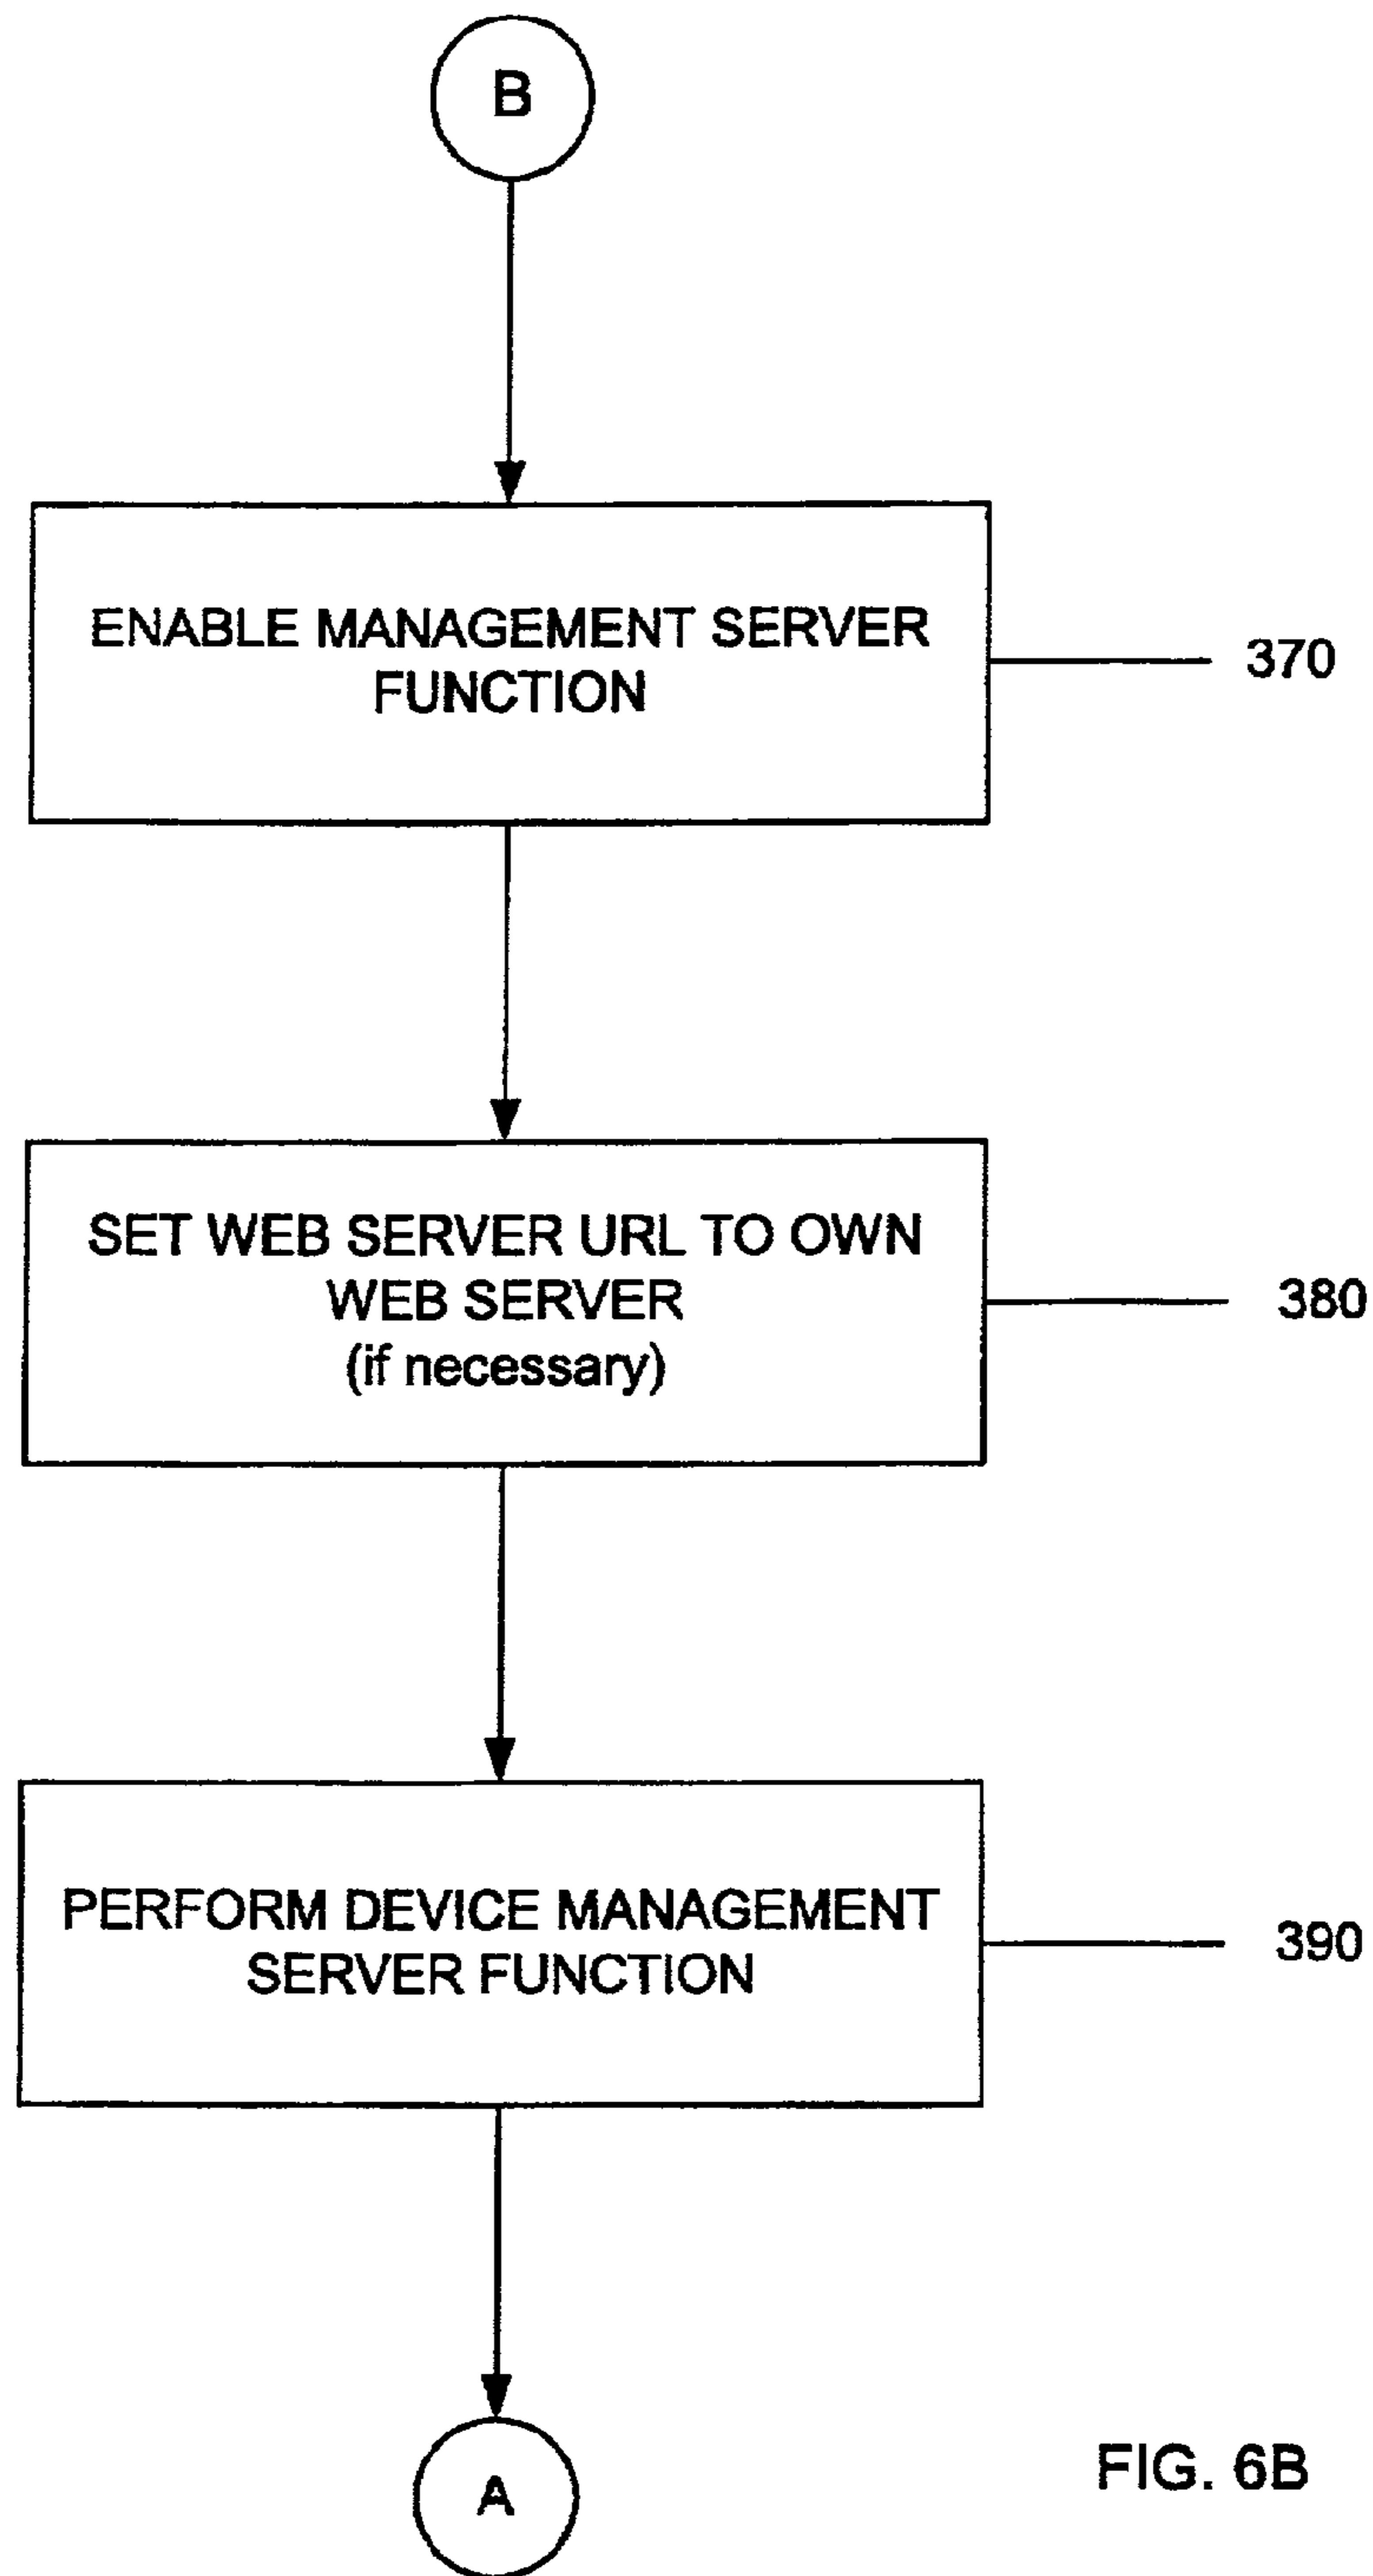 B
ENABLE MANAGEMENT SERVER
FUNCTION
370
SET WEB SERVER URL TO OWN
WEB SERVER
(if necessary)
380
PERFORM DEVICE MANAGEMENT
SERVER FUNCTION
390
A
FIG. 6B